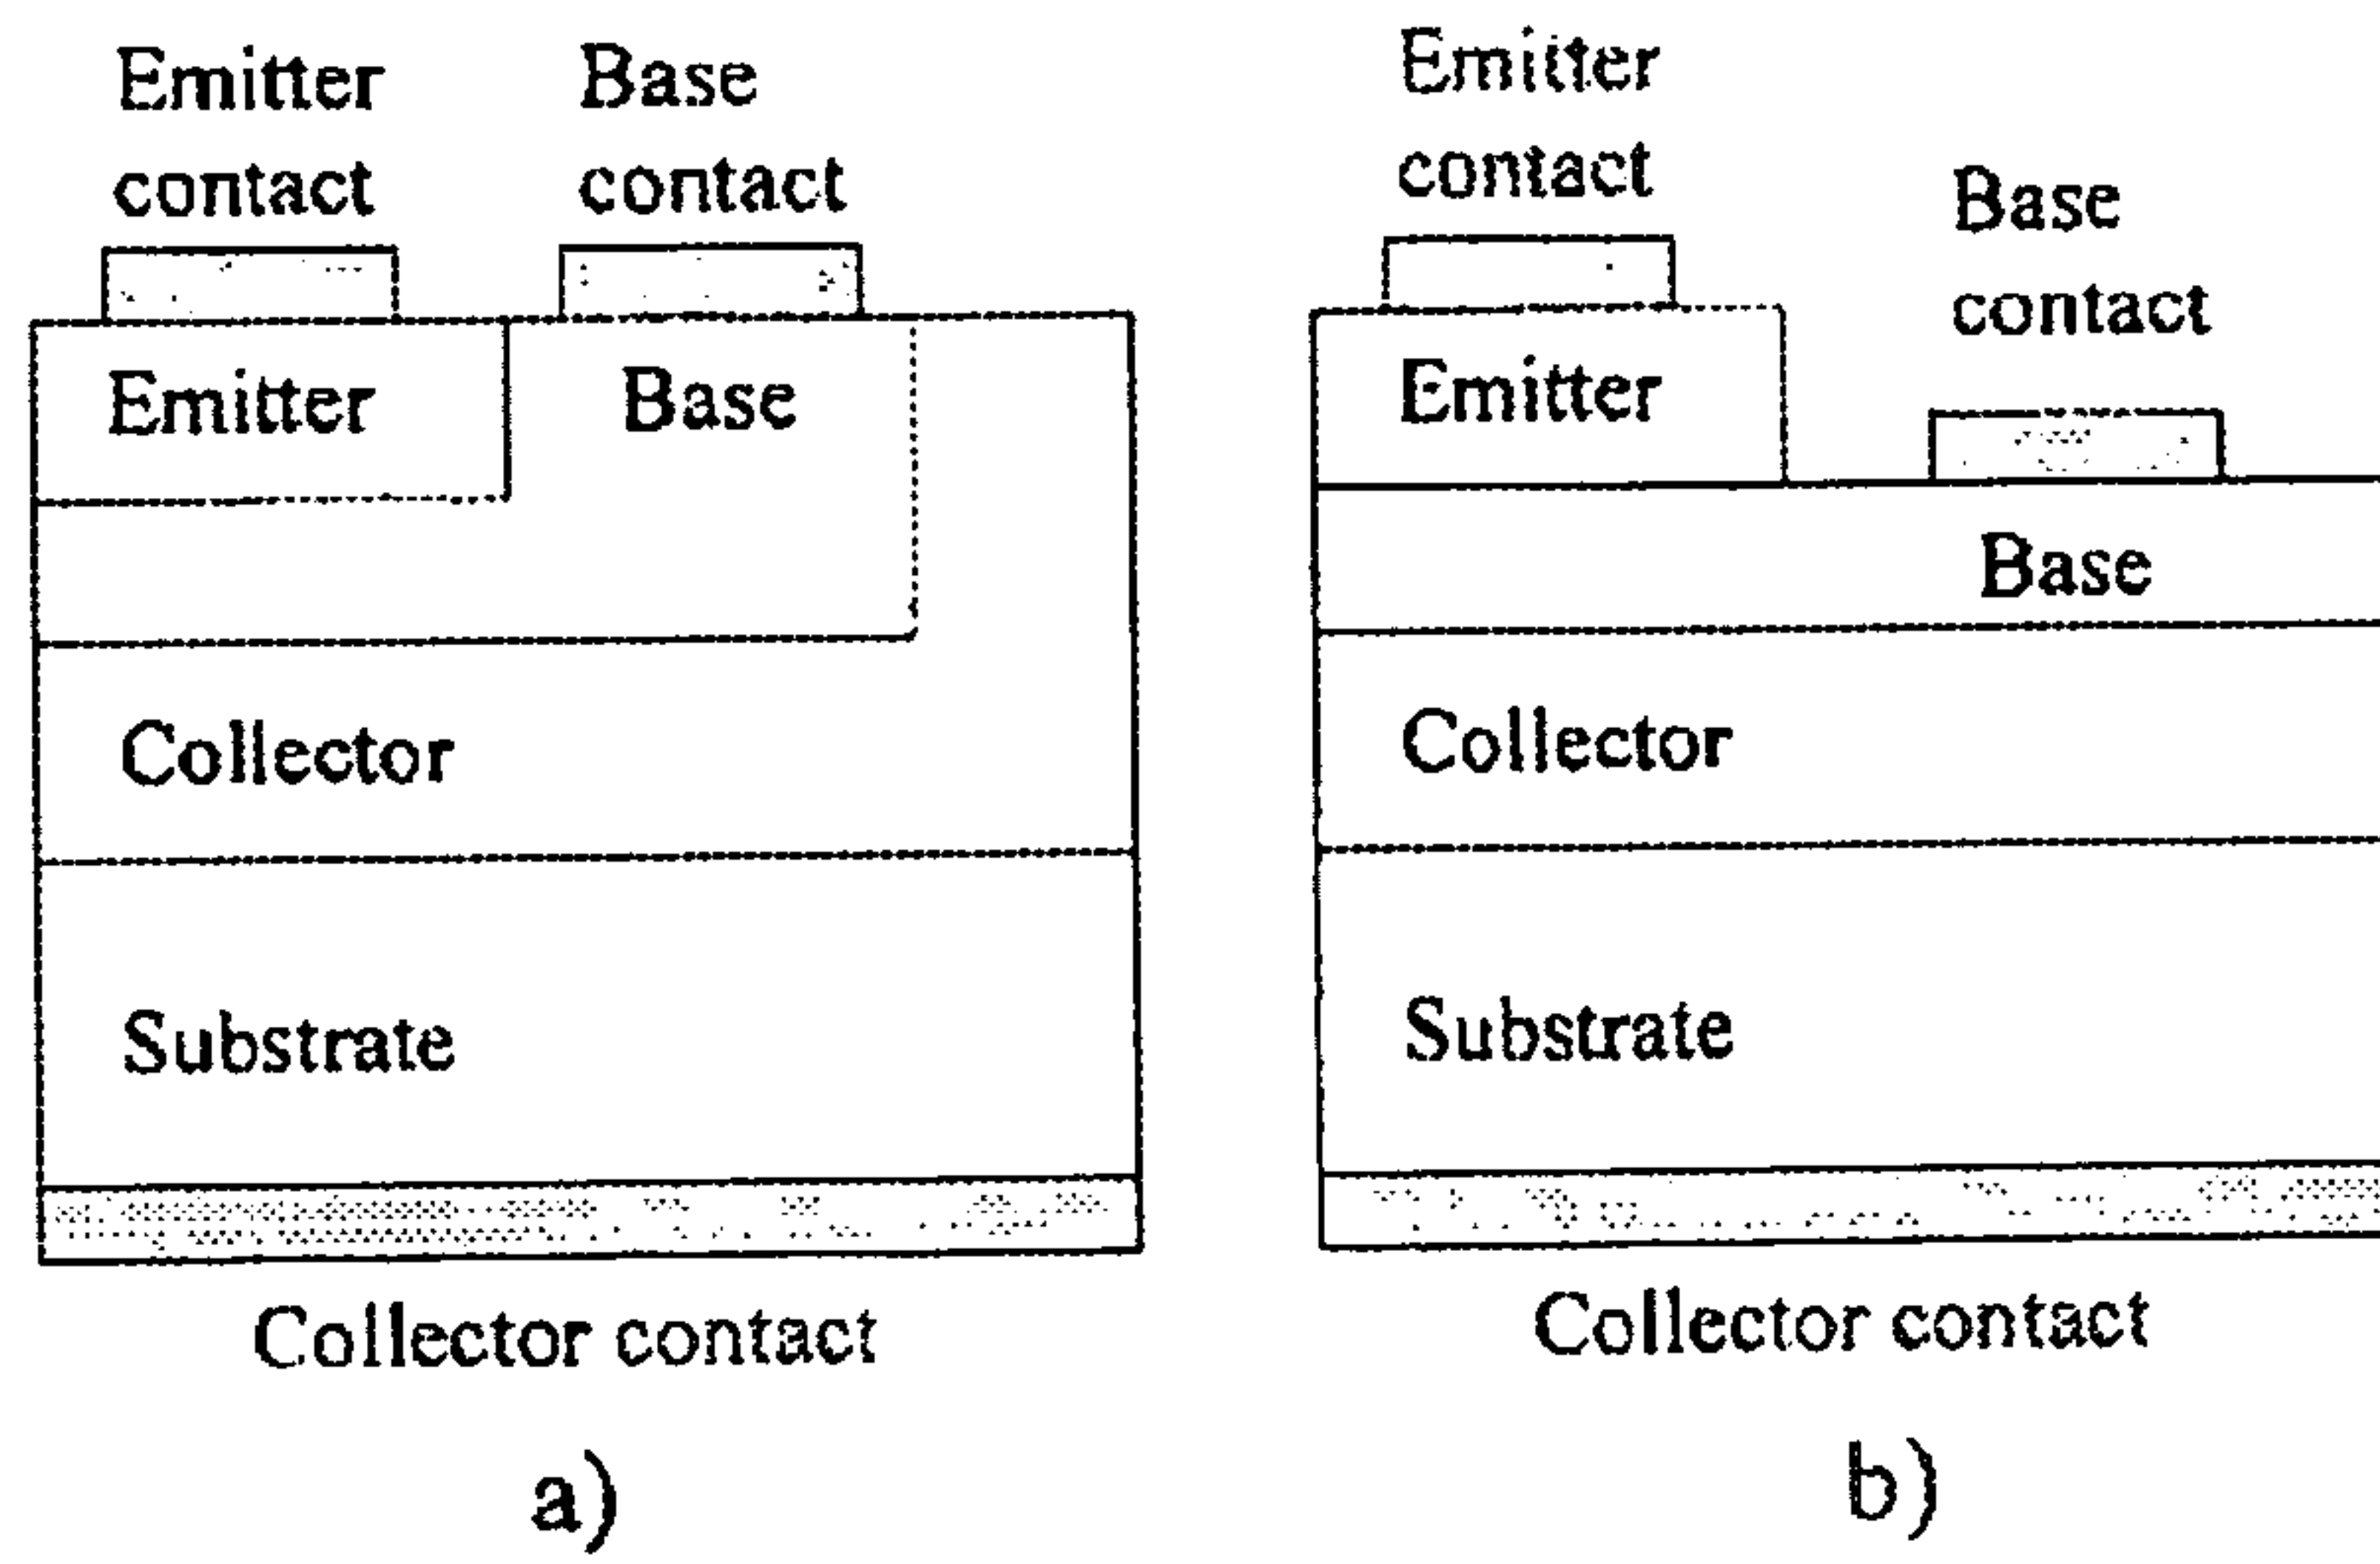 Emitter
contact
Base
contact
Emitter
Base
Collector
Substrate
Collector contact
a)
Emitter
contact
Base
contact
Emitter
Base
Collector
Substrate
Collector contact
b)